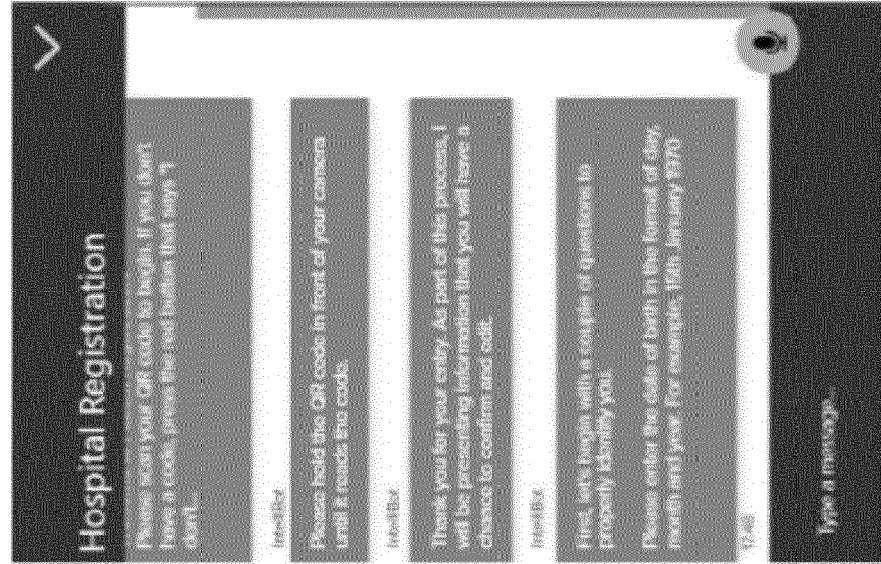 Hospital Registration
Please scan your QR code to begin. If you don't
have a code, press the red button that says "I
don't...
IntelliBot
Please hold the QR code in front of your camera
until it reads the code.
IntelliBot
Thank you for your entry. As part of this process, I
will be presenting information that you will have a
chance to confirm and edit.
IntelliBot
First, let's begin with a couple of questions to
properly identify you.
Please enter the date of birth in the format of day,
month and year. For example, 15th January 1970
12:48
Type a message...